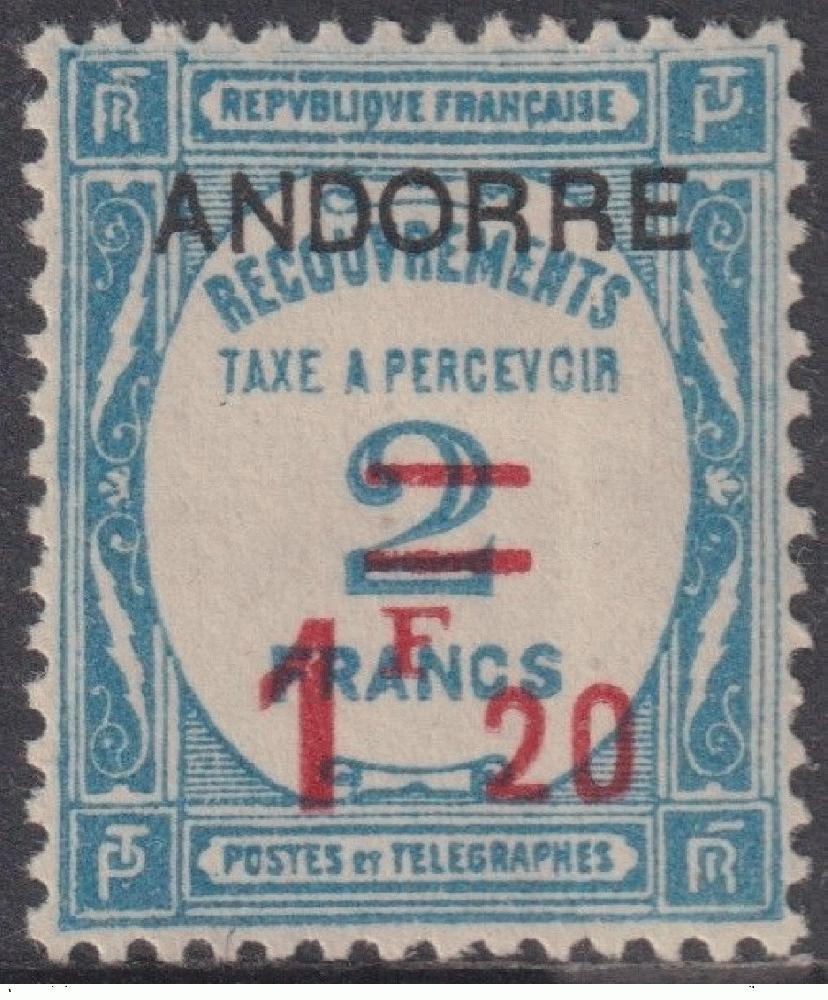 RF REPVBLIQVE FRANÇAISE PT
ANDORRE
RECOUVREMENTS
TAXE A PERCEVOIR
2
F
FRANCS
1 20
PT POSTES ET TELEGRAPHES RF